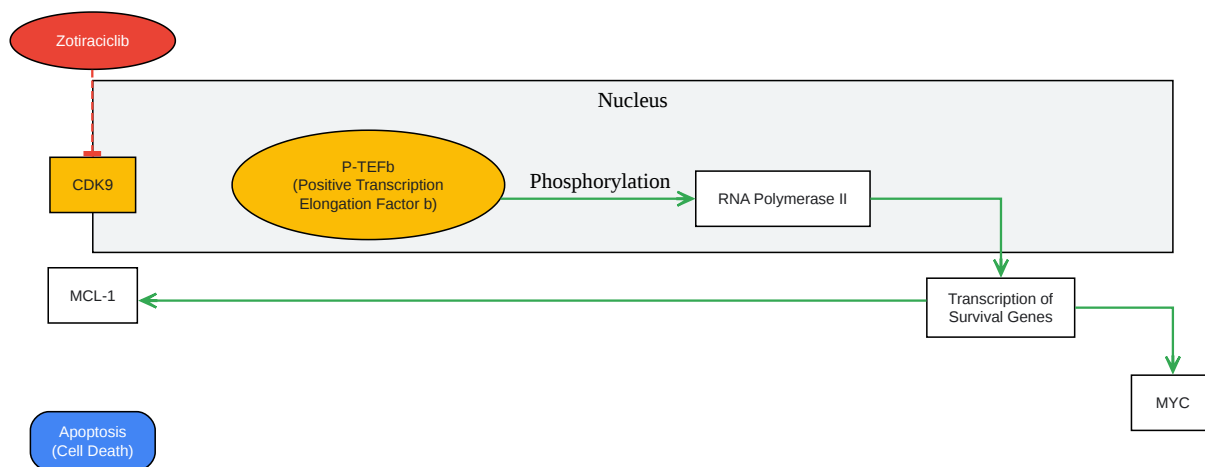 Zotiraciclib
Nucleus
P-TEFb
(Positive Transcription
Elongation Factor b)
Phosphorylation
CDK9
RNA Polymerase II
MCL-1
Transcription of
Survival Genes
MYC
Apoptosis
(Cell Death)